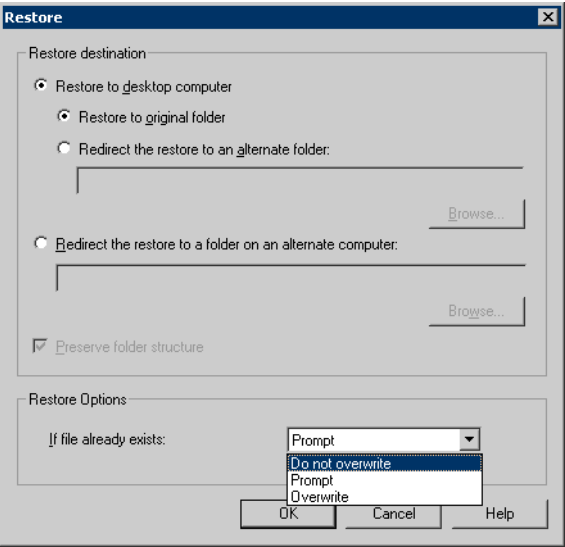 Restore
Restore destination
Restore to desktop computer
Restore to original folder
Redirect the restore to an alternate folder:
Browse...
Redirect the restore to a folder on an alternate computer:
Browse...
Preserve folder structure
Restore Options
If file already exists:
Prompt
Do not overwrite
Prompt
Overwrite
OK
Cancel
Help